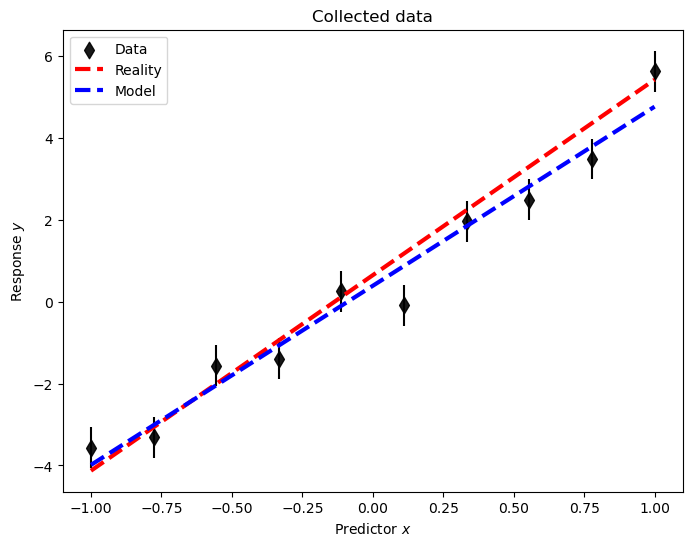 Collected data
Data
Reality
Model
6
4
2
0
−2
−4
Response y
−1.00 −0.75 −0.50 −0.25 0.00 0.25 0.50 0.75 1.00
Predictor x